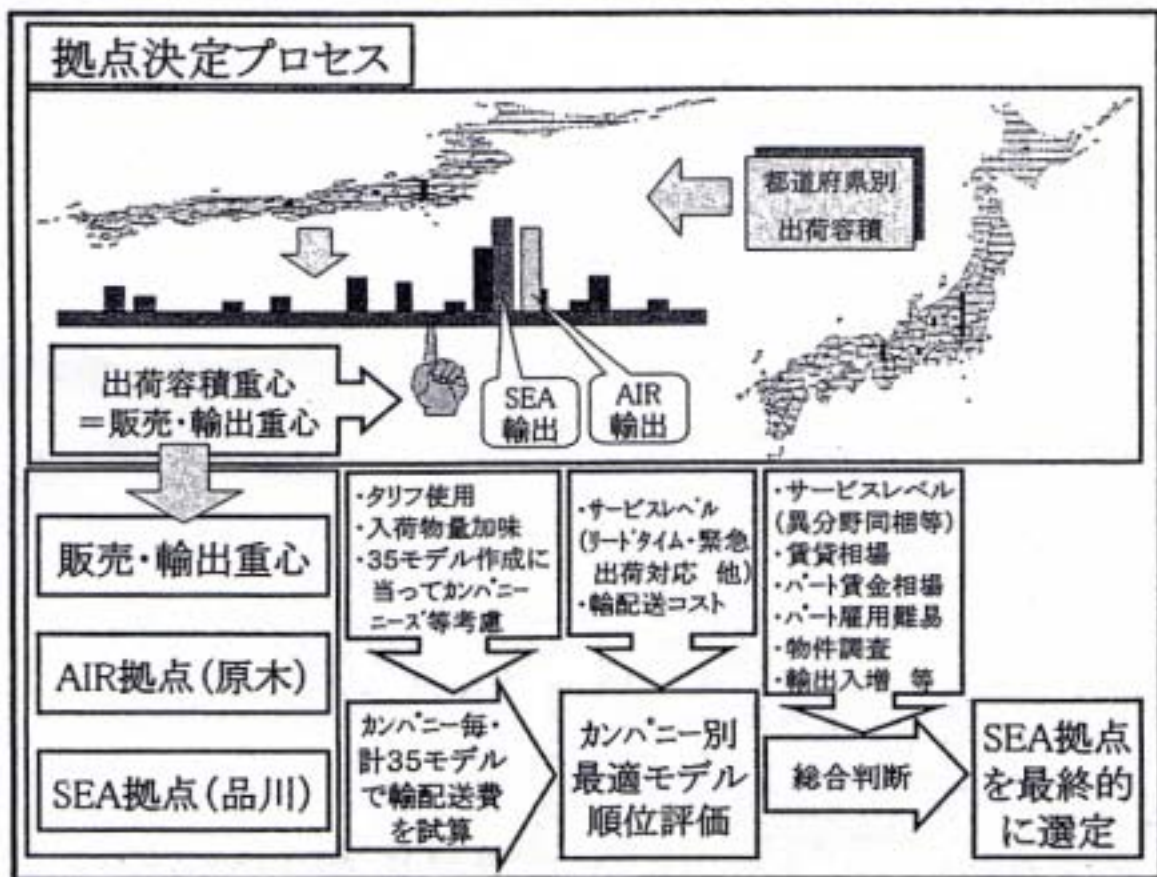 拠点決定プロセス
都道府県別
出荷容積
出荷容積重心
＝販売・輸出重心
SEA
輸出
AIR
輸出
販売・輸出重心
AIR拠点(原木)
SEA拠点(品川)
・タリフ使用
・入荷物量加味
・35モデル作成に
当ってカンパニー
ニーズ等考慮
カンパニー毎・
計35モデル
で輸配送費
を試算
・サービスレベル
(リードタイム・緊急
出荷対応 他)
・輸配送コスト
カンパニー別
最適モデル
順位評価
・サービスレベル
(異分野同梱等)
・賃貸相場
・パート賃金相場
・パート雇用難易
・物件調査
・輸出入増 等
総合判断
SEA拠点
を最終的
に選定